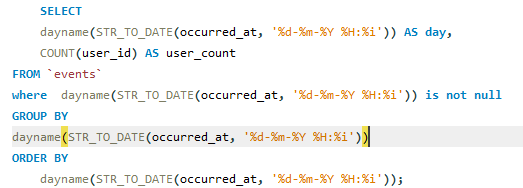 SELECT
dayname(STR_TO_DATE(occurred_at, '%d-%m-%Y %H:%i')) AS day,
COUNT(user_id) AS user_count
FROM `events`
where  dayname(STR_TO_DATE(occurred_at, '%d-%m-%Y %H:%i')) is not null
GROUP BY
dayname(STR_TO_DATE(occurred_at, '%d-%m-%Y %H:%i'))
ORDER BY
dayname(STR_TO_DATE(occurred_at, '%d-%m-%Y %H:%i'));